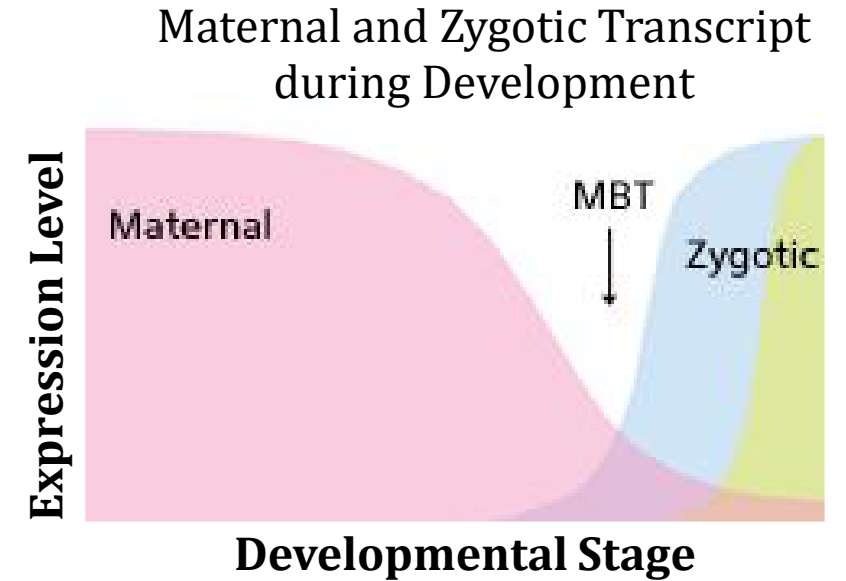 Maternal and Zygotic Transcript
during Development
Expression Level
Maternal
MBT
Zygotic
Developmental Stage